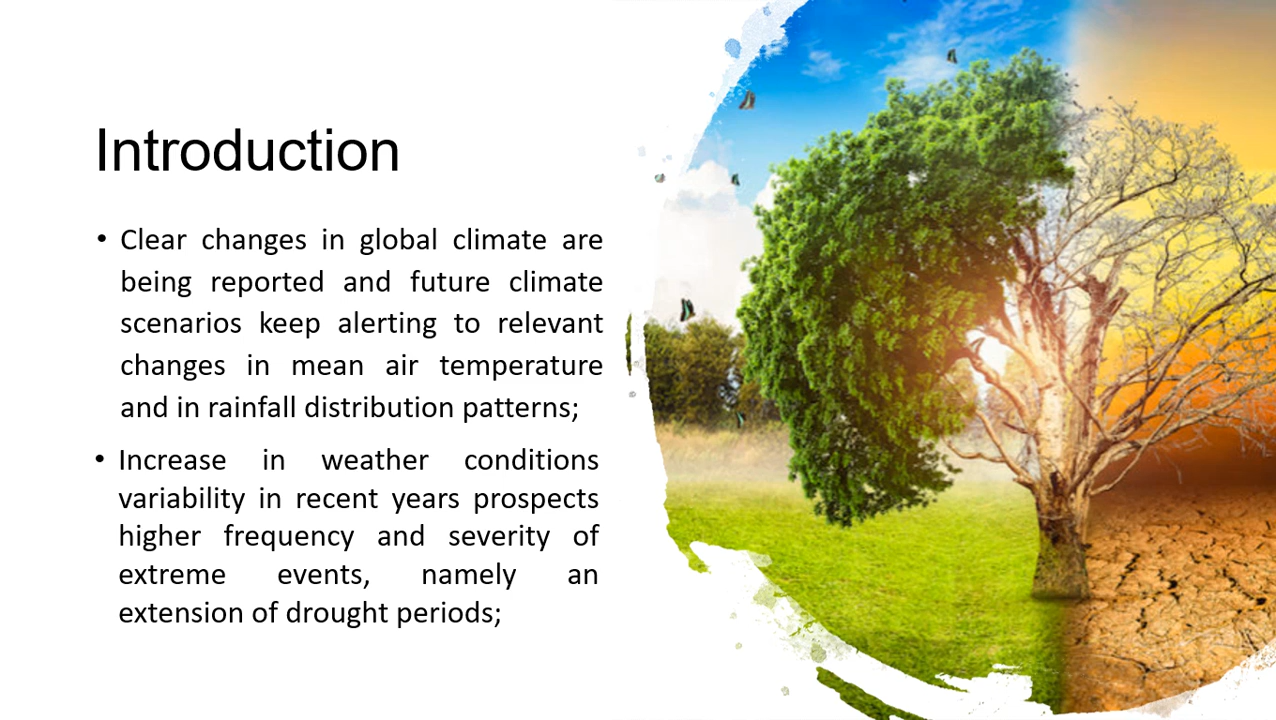 Introduction
• Clear changes in global climate are
being reported and future climate
scenarios keep alerting to relevant
changes in mean air temperature
and in rainfall distribution patterns;
• Increase in weather conditions
variability in recent years prospects
higher frequency and severity of
extreme events, namely an
extension of drought periods;